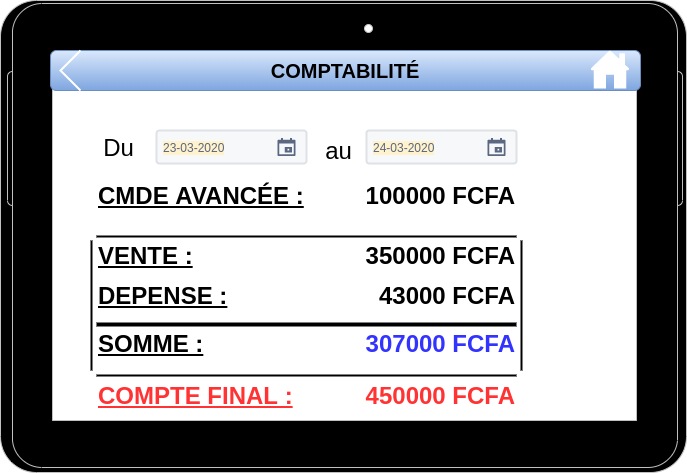 COMPTABILITÉ
Du 23-03-2020 au 24-03-2020
CMDE AVANCÉE : 100000 FCFA
VENTE : 350000 FCFA
DEPENSE : 43000 FCFA
SOMME : 307000 FCFA
COMPTE FINAL : 450000 FCFA